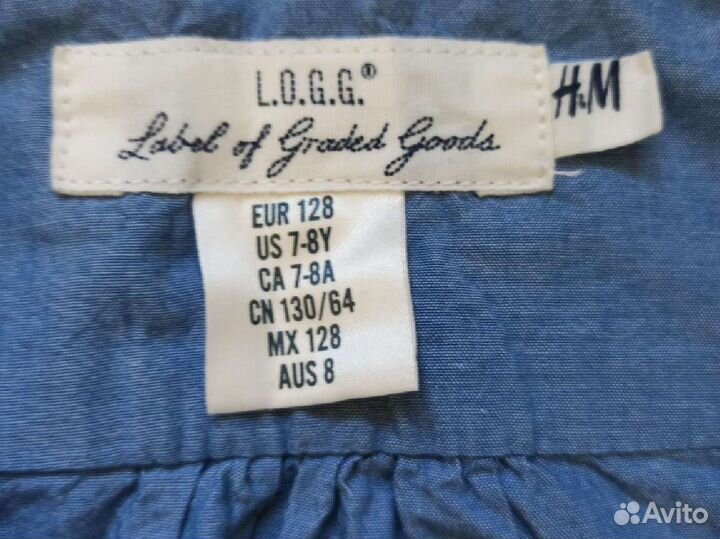 L.O.G.G.®
Label of Graded Goods
H&M
EUR 128
US 7-8Y
CA 7-8A
CN 130/64
MX 128
AUS 8
Avito